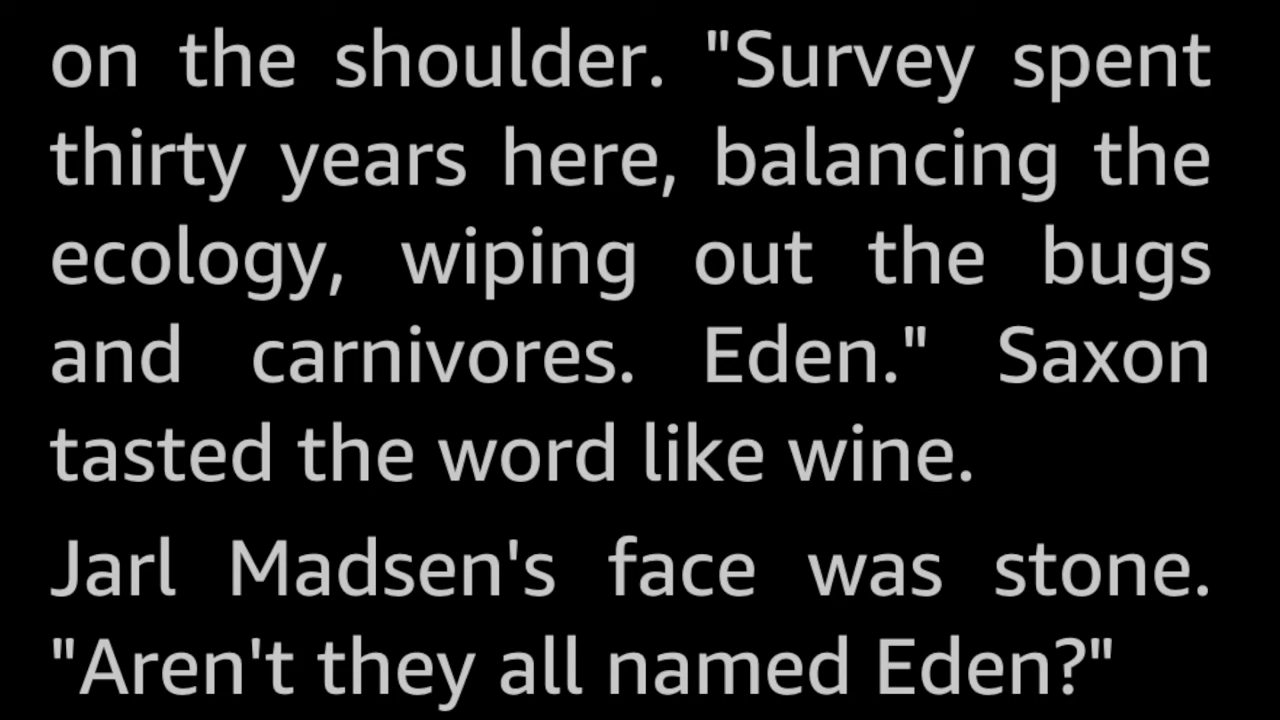 on the shoulder. "Survey spent
thirty years here, balancing the
ecology, wiping out the bugs
and carnivores. Eden." Saxon
tasted the word like wine.
Jarl Madsen's face was stone.
"Aren't they all named Eden?"